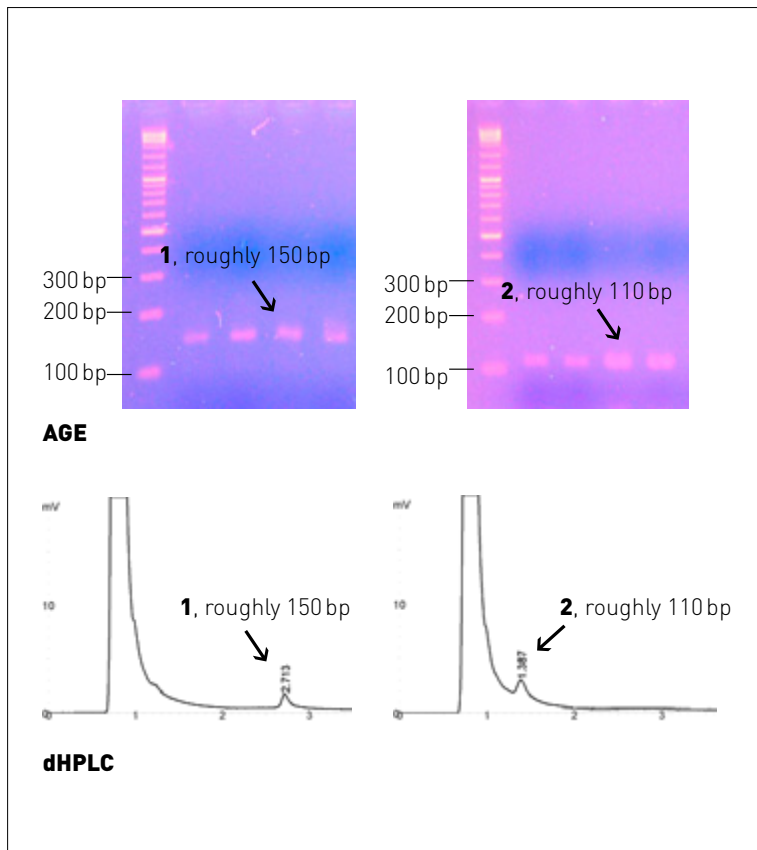 1, roughly 150 bp
300 bp
200 bp
100 bp
2, roughly 110 bp
300 bp
200 bp
100 bp
AGE
mV
10
0
1
2
3
1, roughly 150 bp
2.713
mV
10
0
1
2
3
2, roughly 110 bp
1.387
dHPLC